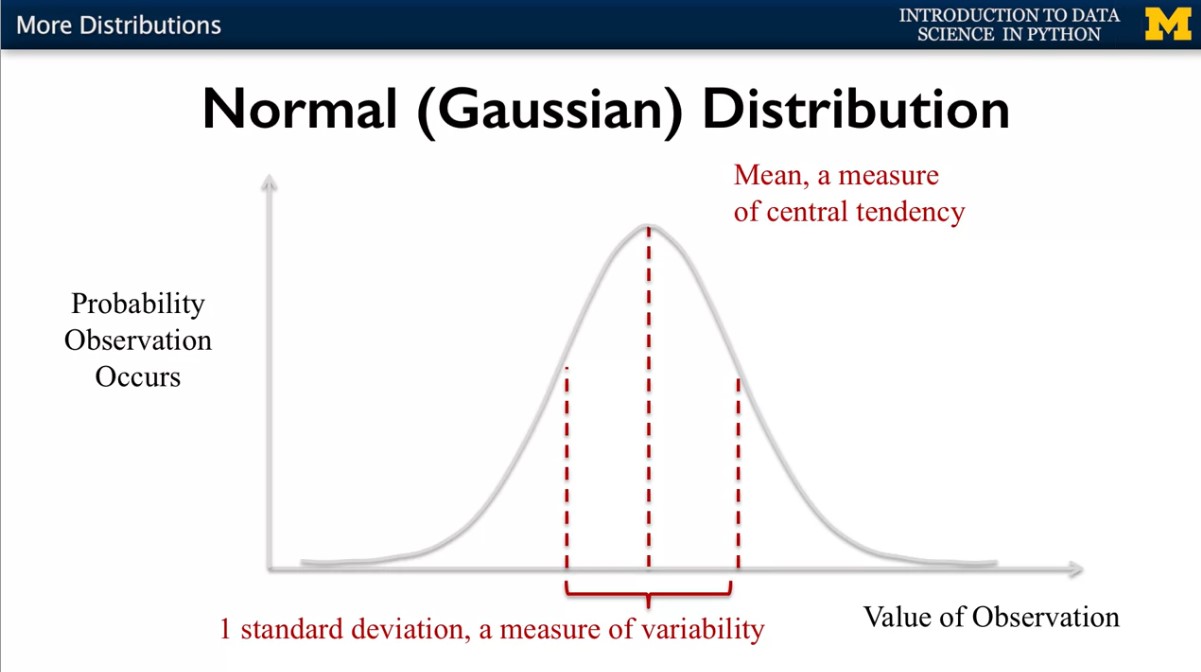 More Distributions
INTRODUCTION TO DATA
SCIENCE IN PYTHON
M
Normal (Gaussian) Distribution
Mean, a measure
of central tendency
Probability
Observation
Occurs
1 standard deviation, a measure of variability
Value of Observation